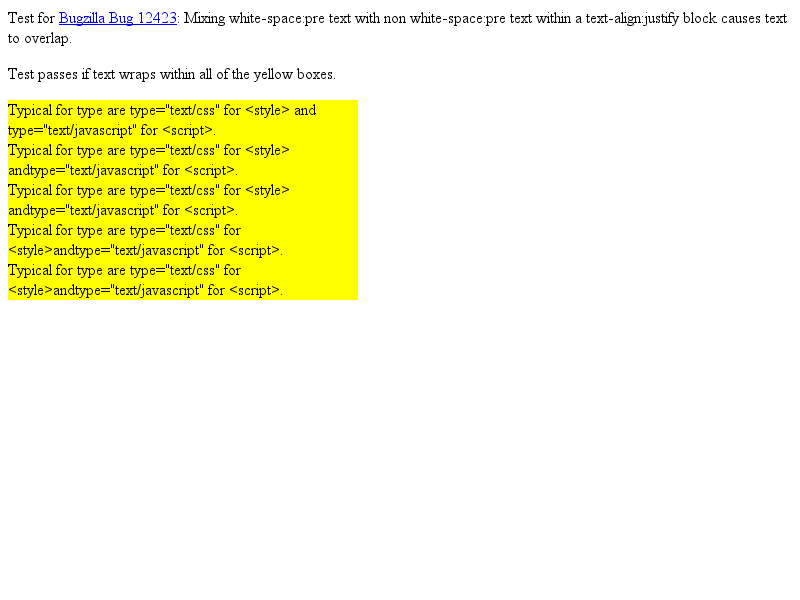 Test for Bugzilla Bug 12423: Mixing white-space:pre text with non white-space:pre text within a text-align:justify block causes text
to overlap.
Test passes if text wraps within all of the yellow boxes.
Typical for type are type="text/css" for <style> and
type="text/javascript" for <script>.
Typical for type are type="text/css" for <style>
andtype="text/javascript" for <script>.
Typical for type are type="text/css" for <style>
andtype="text/javascript" for <script>.
Typical for type are type="text/css" for
<style>andtype="text/javascript" for <script>.
Typical for type are type="text/css" for
<style>andtype="text/javascript" for <script>.